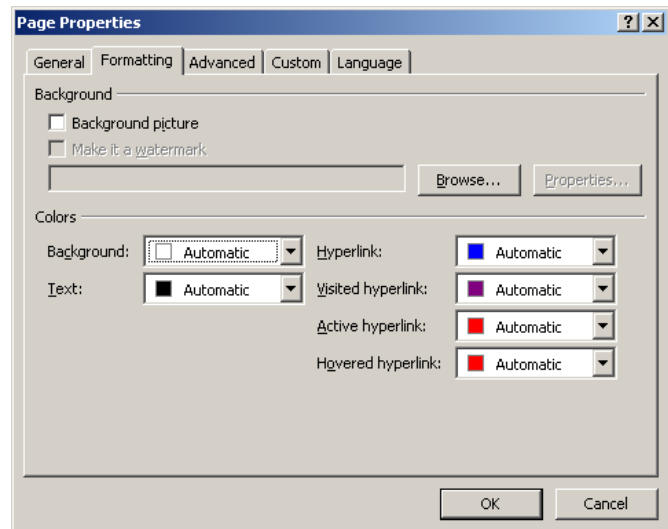 Page Properties ? X
General Formatting Advanced Custom Language
Background
Background picture
Make it a watermark
Browse... Properties...
Colors
Background: Automatic Hyperlink: Automatic
Text: Automatic Visited hyperlink: Automatic
Active hyperlink: Automatic
Hovered hyperlink: Automatic
OK Cancel